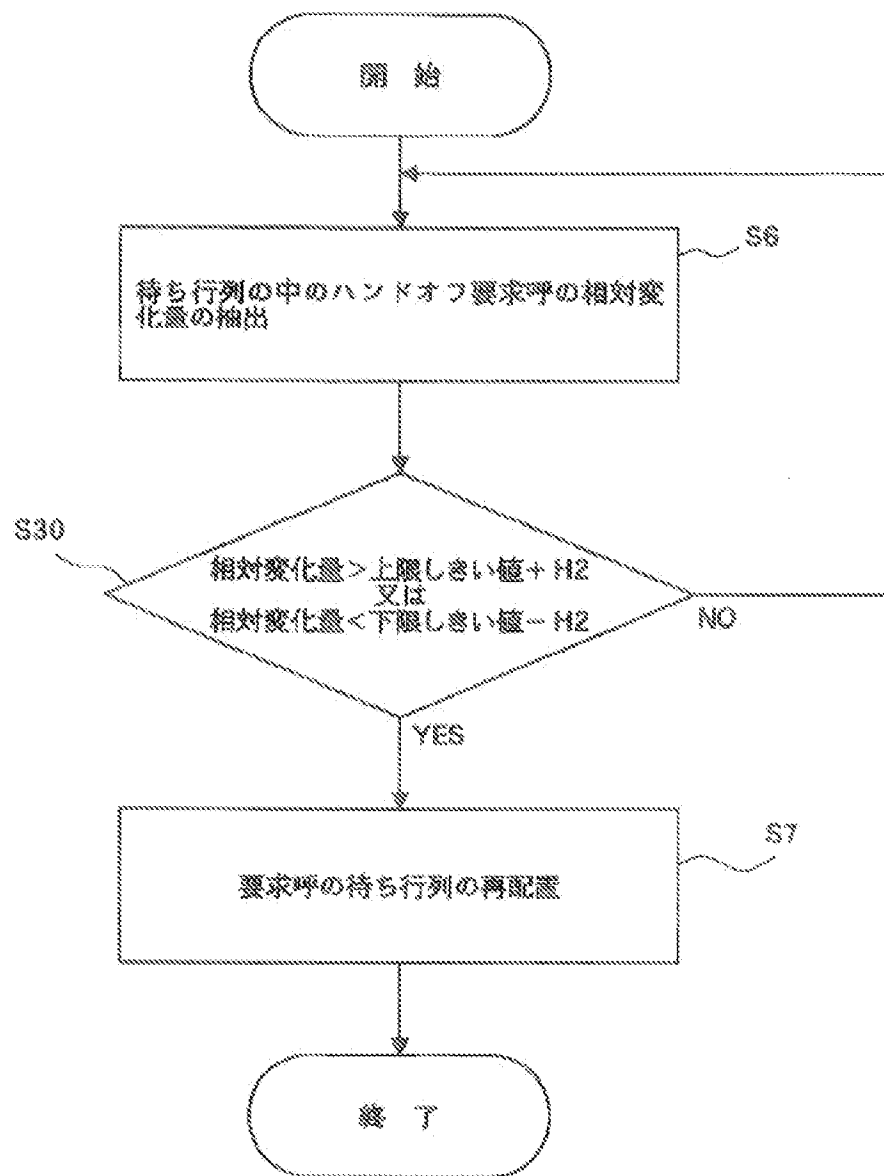 開 始
S6
待ち行列の中のハンドオフ要求呼の相対変
化量の抽出
S30
相対変化量>上限しきい値+H2
又は
相対変化量<下限しきい値-H2
NO
YES
S7
要求呼の待ち行列の再配置
終 了